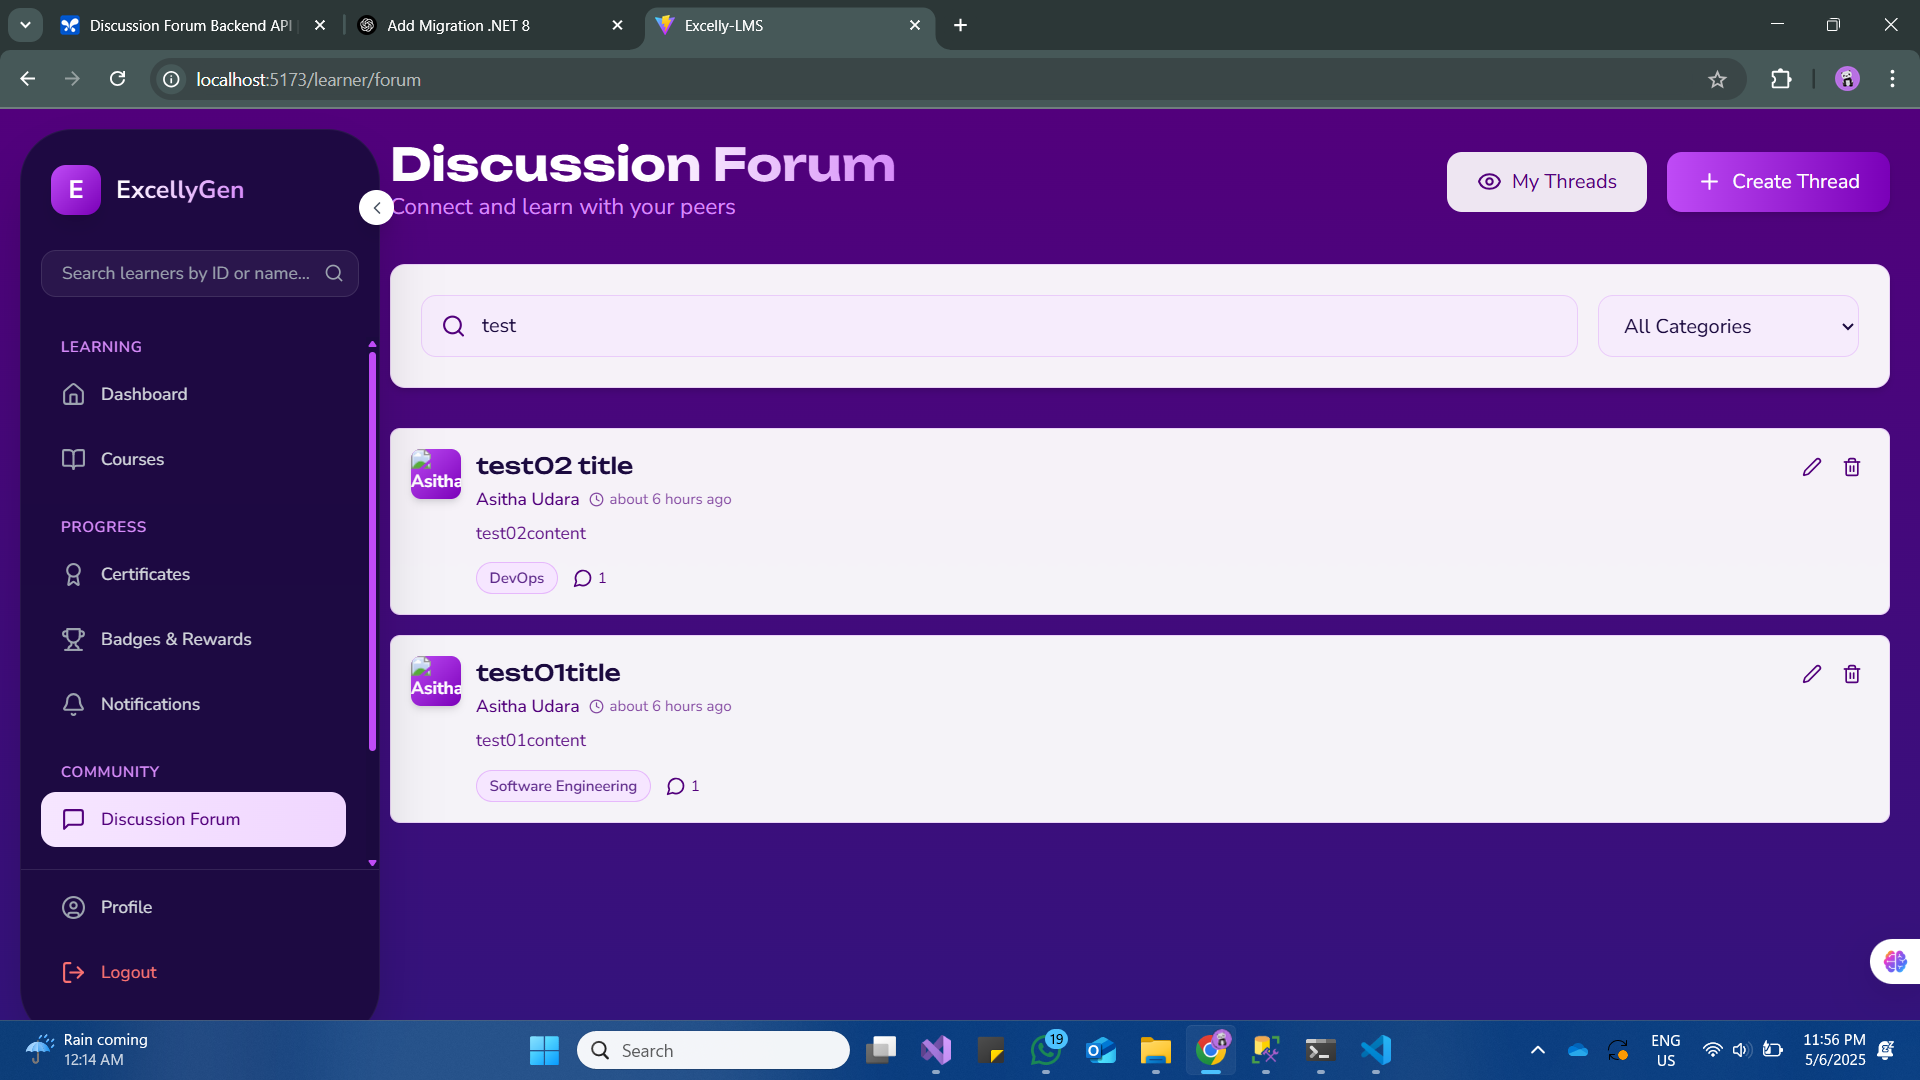 Discussion Forum Backend API
Add Migration .NET 8
Excelly-LMS
localhost:5173/learner/forum
E
ExcellyGen
Search learners by ID or name...
LEARNING
Dashboard
Courses
PROGRESS
Certificates
Badges & Rewards
Notifications
COMMUNITY
Discussion Forum
Profile
Logout
Discussion Forum
Connect and learn with your peers
My Threads
Create Thread
test
All Categories
Asitha
test02 title
Asitha Udara about 6 hours ago
test02content
DevOps 1
Asitha
test01title
Asitha Udara about 6 hours ago
test01content
Software Engineering 1
Rain coming
12:14 AM
Search
19
ENG
US
11:56 PM
5/6/2025